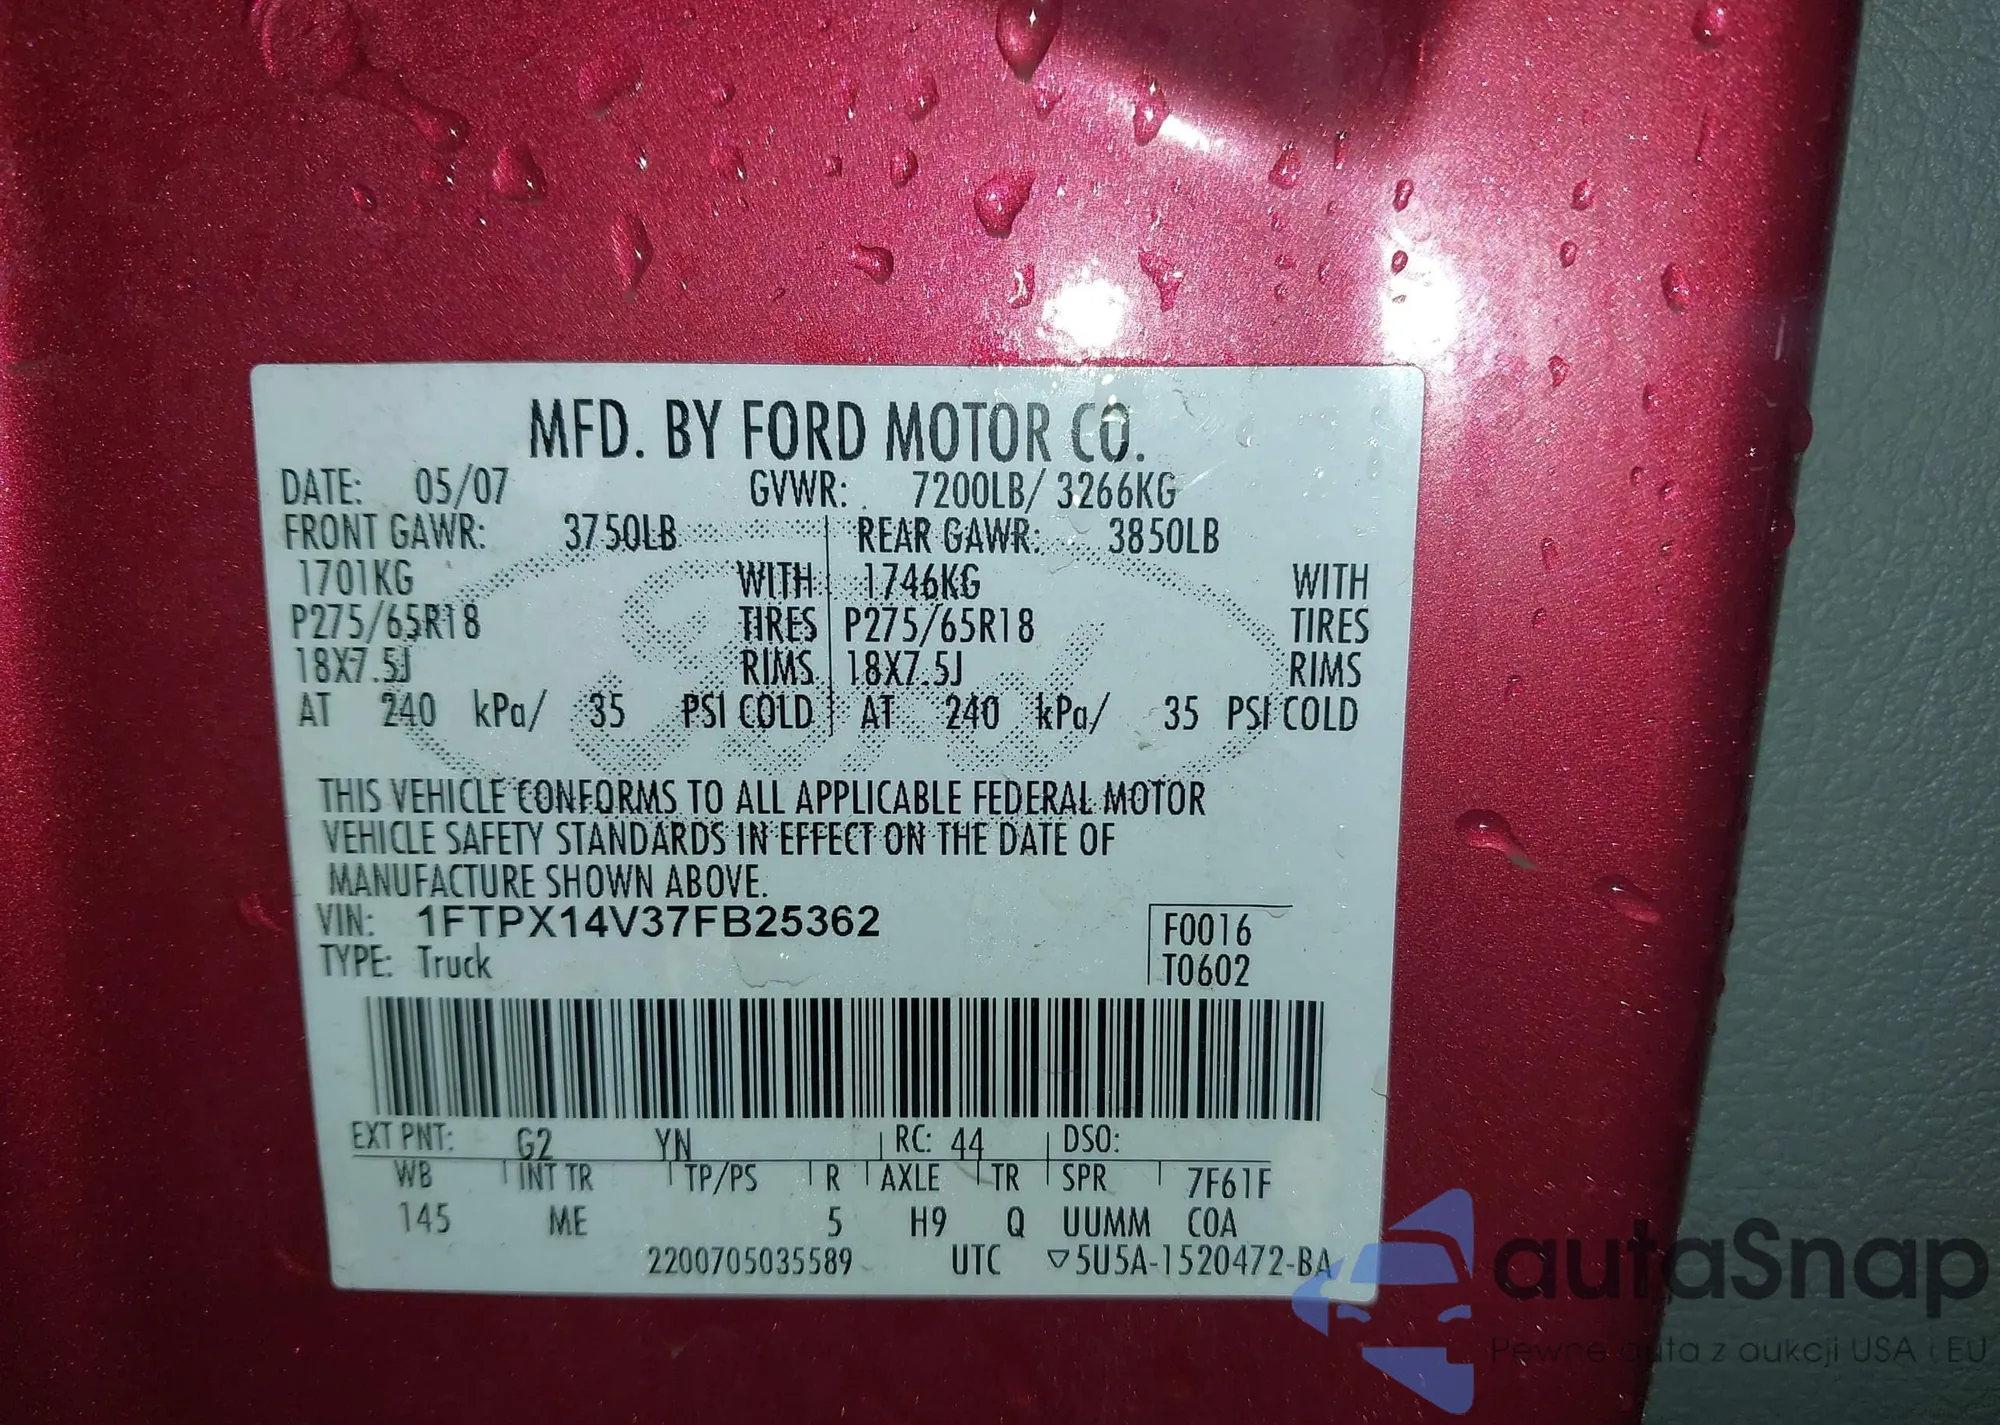 MFD. BY FORD MOTOR CO.
DATE: 05/07 GVWR: 7200LB/ 3266KG
FRONT GAWR: 3750LB REAR GAWR: 3850LB
1701KG WITH 1746KG WITH
P275/65R18 TIRES P275/65R18 TIRES
18X7.5J RIMS 18X7.5J RIMS
AT 240 kPa/ 35 PSI COLD AT 240 kPa/ 35 PSI COLD
THIS VEHICLE CONFORMS TO ALL APPLICABLE FEDERAL MOTOR
VEHICLE SAFETY STANDARDS IN EFFECT ON THE DATE OF
MANUFACTURE SHOWN ABOVE.
VIN: 1FTPX14V37FB25362 F0016
TYPE: Truck T0602
EXT PNT: G2 YN RC: 44 DSO:
WB INT TR TP/PS R AXLE TR SPR 7F61F
145 ME 5 H9 Q UUMM COA
2200705035589 UTC ▽5U5A-1520472-BA
autaSnap
Pewne auta z aukcji USA i EU